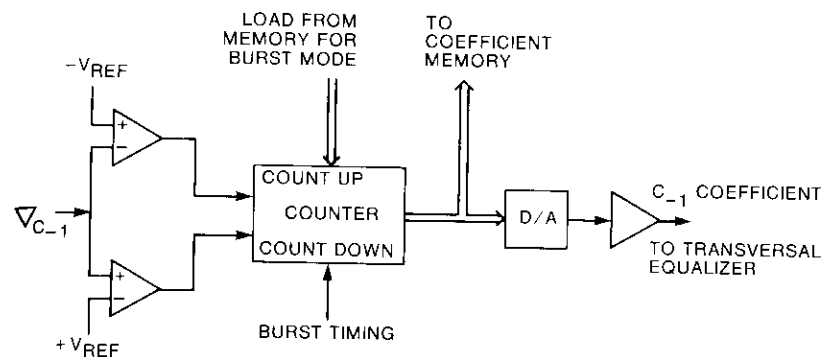 LOAD FROM
MEMORY FOR
BURST MODE
TO
COEFFICIENT
MEMORY
−VREF
+
−
COUNT UP
COUNTER
COUNT DOWN
∇C−1
+
−
+VREF
BURST TIMING
D/A
C−1 COEFFICIENT
TO TRANSVERSAL
EQUALIZER